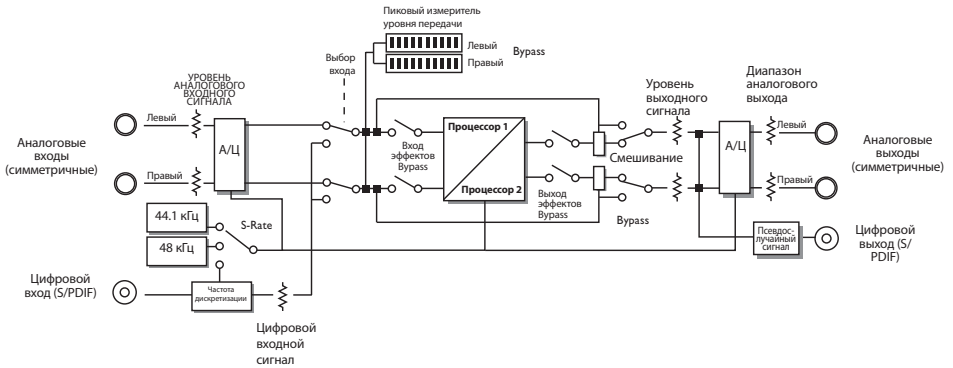 Пиковый измеритель
уровня передачи
Левый
Правый
Bypass
Выбор
входа
УРОВЕНЬ
АНАЛОГОВОГО
ВХОДНОГО
СИГНАЛА
Уровень
выходного
сигнала
Диапазон
аналогового
выхода
Аналоговые
входы
(симметричные)
Левый
Правый
А/Ц
Вход
эффектов
Bypass
Процессор 1
Процессор 2
Выход
эффектов
Bypass
Смешивание
Bypass
А/Ц
Левый
Правый
Аналоговые
выходы
(симметричные)
44.1 кГц
48 кГц
S-Rate
Псевдос-
лучайный
сигнал
Цифровой
выход (S/
PDIF)
Цифровой
вход (S/PDIF)
Частота
дискретизации
Цифровой
входной
сигнал